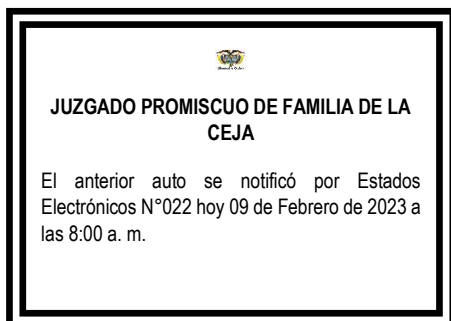 JUZGADO PROMISCUO DE FAMILIA DE LA
CEJA
El anterior auto se notificó por Estados
Electrónicos N°022 hoy 09 de Febrero de 2023 a
las 8:00 a. m.